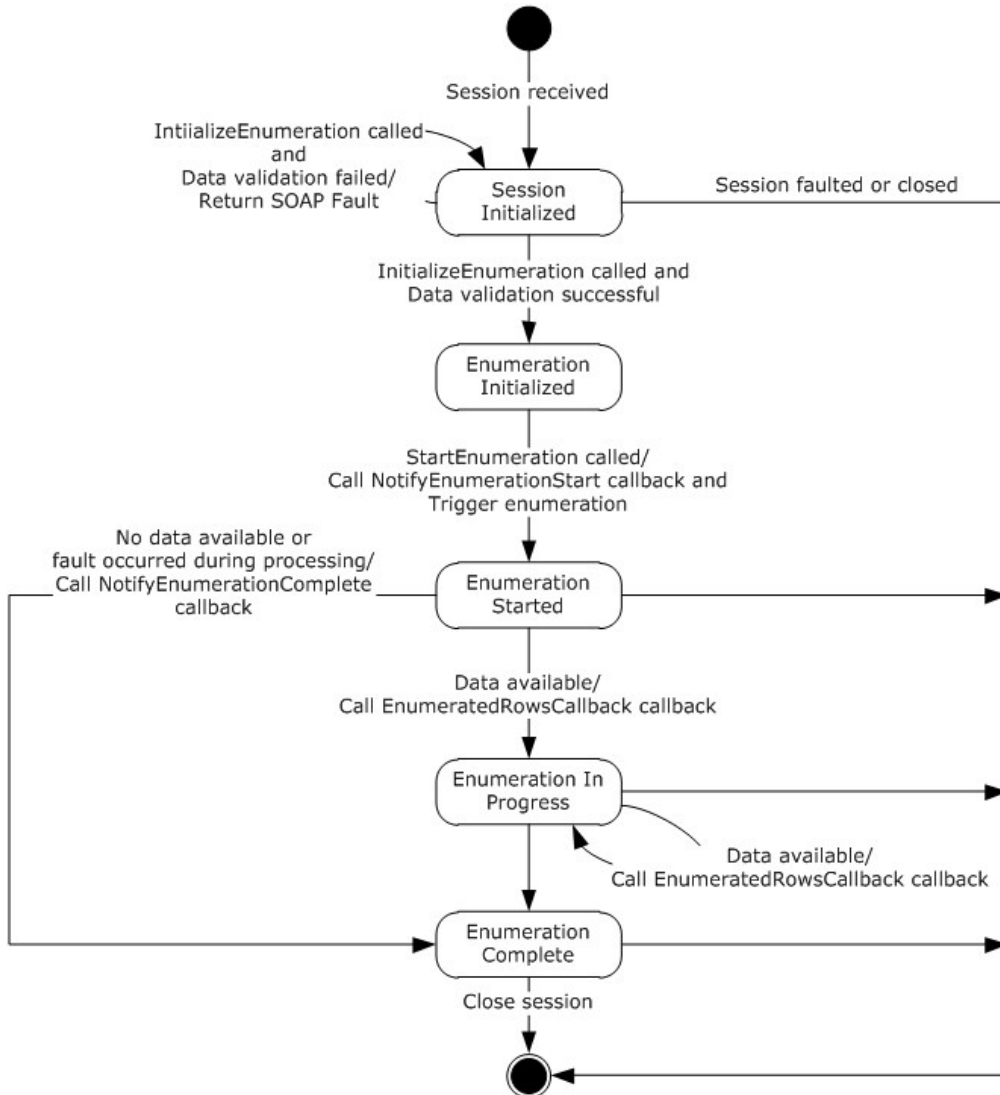 Session received
IntiializeEnumeration called
and
Data validation failed/
Return SOAP Fault
Session
Initialized
Session faulted or closed
InitializeEnumeration called and
Data validation successful
Enumeration
Initialized
StartEnumeration called/
Call NotifyEnumerationStart callback and
Trigger enumeration
No data available or
fault occurred during processing/
Call NotifyEnumerationComplete
callback
Enumeration
Started
Data available/
Call EnumeratedRowsCallback callback
Enumeration In
Progress
Data available/
Call EnumeratedRowsCallback callback
Enumeration
Complete
Close session